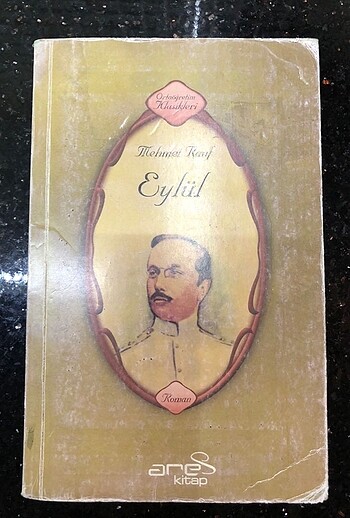 Ortaöğretim
Klasikleri
Mehmet Rauf
Eylül
Roman
ares
kitap